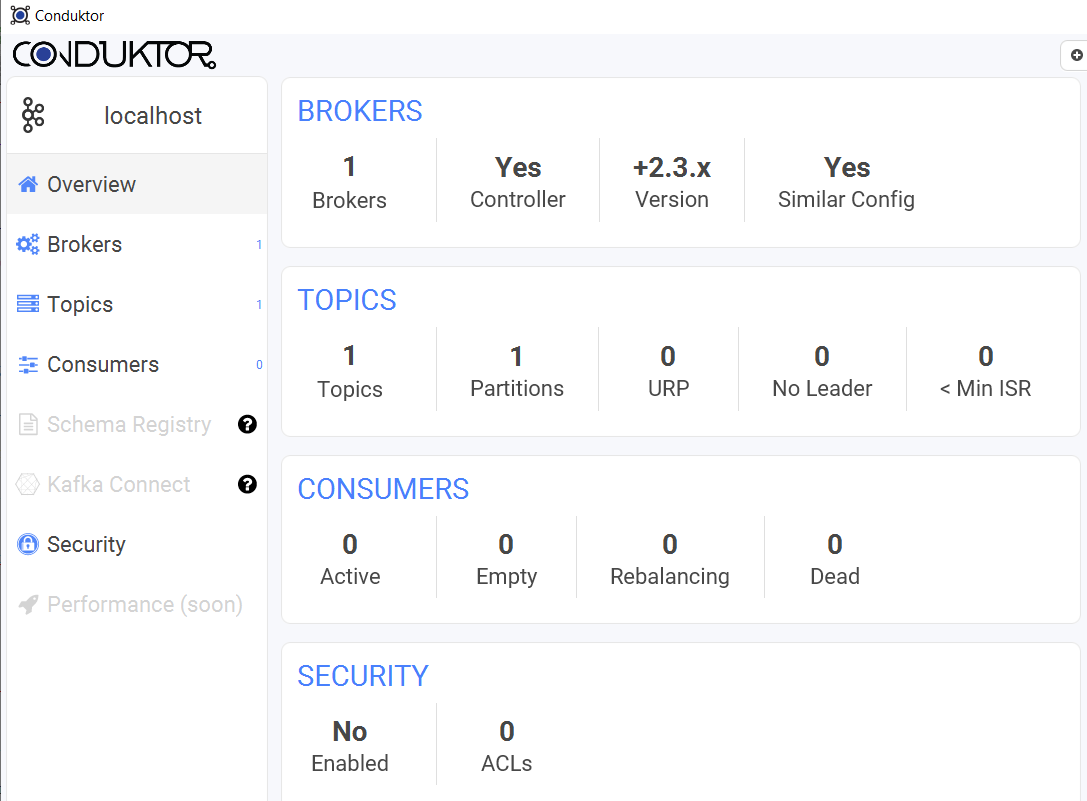 Conduktor
CONDUKTOR
localhost
Overview
Brokers 1
Topics 1
Consumers 0
Schema Registry ?
Kafka Connect ?
Security
Performance (soon)
BROKERS
1 Yes +2.3.x Yes
Brokers Controller Version Similar Config
TOPICS
1 1 0 0 0
Topics Partitions URP No Leader < Min ISR
CONSUMERS
0 0 0 0
Active Empty Rebalancing Dead
SECURITY
No 0
Enabled ACLs